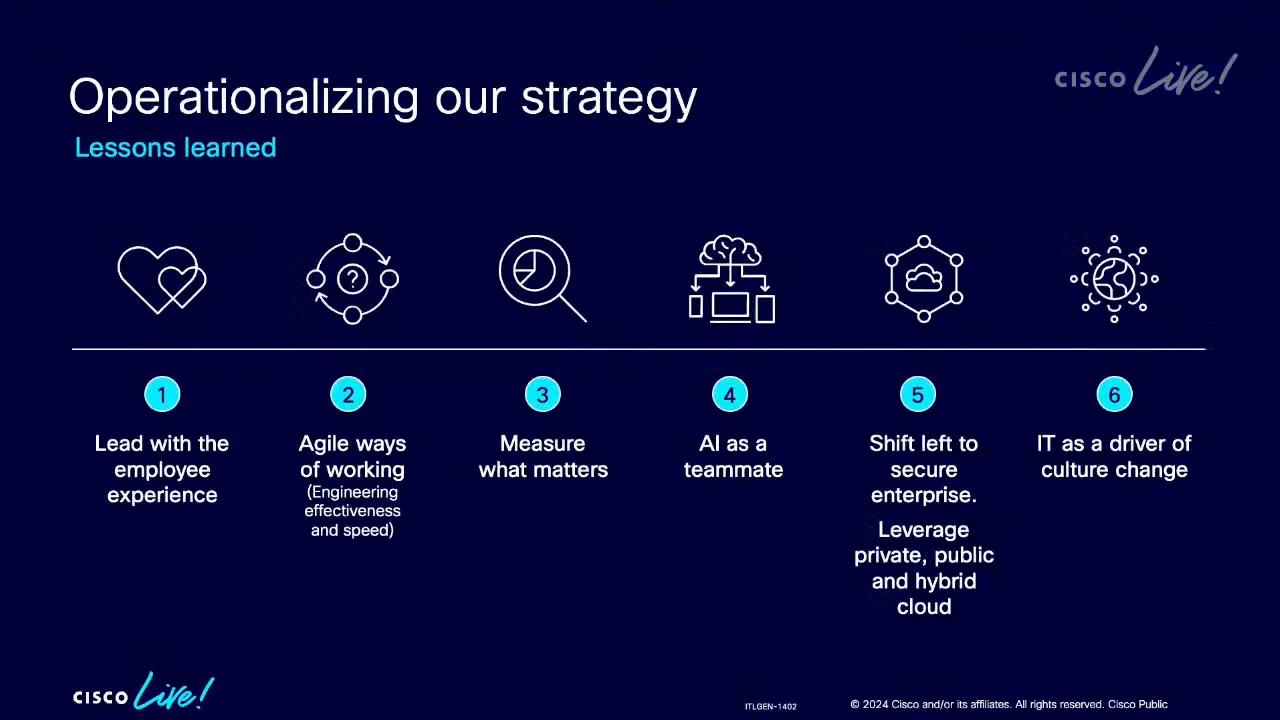 CISCO Live!
Operationalizing our strategy
Lessons learned
?
1
Lead with the
employee
experience
2
Agile ways
of working
(Engineering
effectiveness
and speed)
3
Measure
what matters
4
AI as a
teammate
5
Shift left to
secure
enterprise.
Leverage
private, public
and hybrid
cloud
6
IT as a driver of
culture change
CISCO Live!
ITLGEN-1402
© 2024 Cisco and/or its affiliates. All rights reserved. Cisco Public